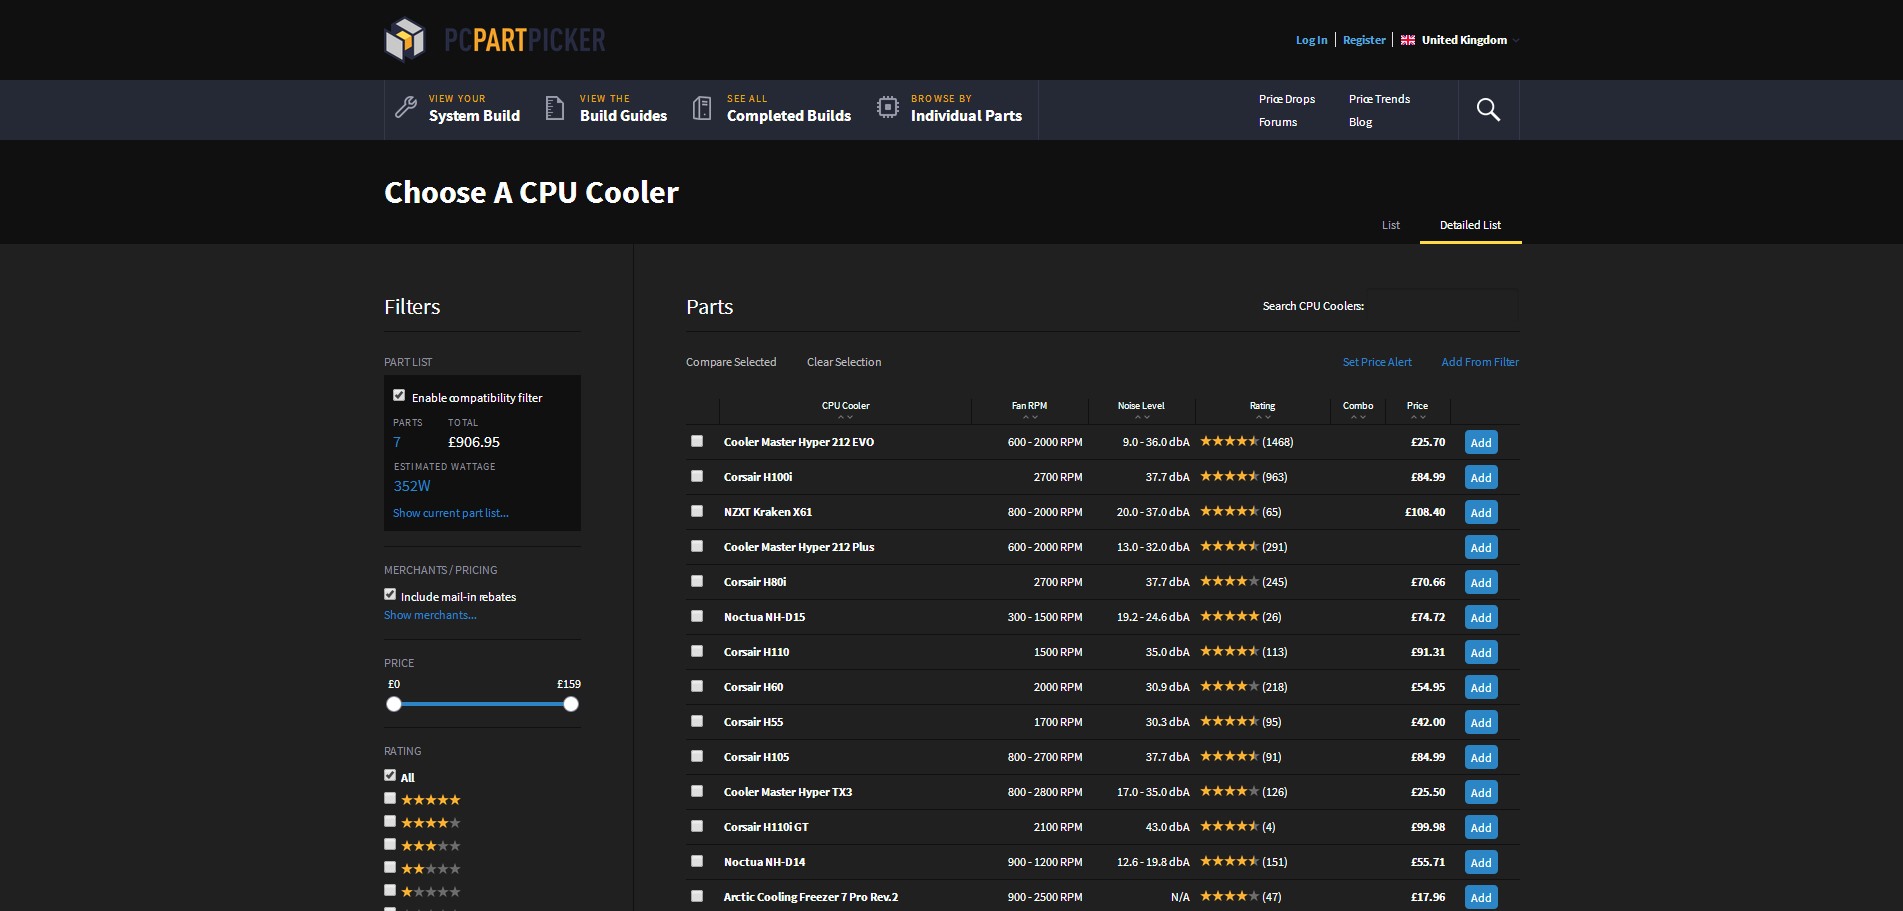 PCPARTPICKER
Log In | Register | United Kingdom
VIEW YOUR
System Build
VIEW THE
Build Guides
SEE ALL
Completed Builds
BROWSE BY
Individual Parts
Price Drops
Price Trends
Forums
Blog
Choose A CPU Cooler
List
Detailed List
Filters
PART LIST
Enable compatibility filter
PARTS TOTAL
7 £906.95
ESTIMATED WATTAGE
352W
Show current part list...
MERCHANTS / PRICING
Include mail-in rebates
Show merchants...
PRICE
£0 £159
RATING
All
Parts
Search CPU Coolers:
Compare Selected Clear Selection Set Price Alert Add From Filter
CPU Cooler Fan RPM Noise Level Rating Combo Price
Cooler Master Hyper 212 EVO 600 - 2000 RPM 9.0 - 36.0 dbA (1468) £25.70 Add
Corsair H100i 2700 RPM 37.7 dbA (963) £84.99 Add
NZXT Kraken X61 800 - 2000 RPM 20.0 - 37.0 dbA (65) £108.40 Add
Cooler Master Hyper 212 Plus 600 - 2000 RPM 13.0 - 32.0 dbA (291) Add
Corsair H80i 2700 RPM 37.7 dbA (245) £70.66 Add
Noctua NH-D15 300 - 1500 RPM 19.2 - 24.6 dbA (26) £74.72 Add
Corsair H110 1500 RPM 35.0 dbA (113) £91.31 Add
Corsair H60 2000 RPM 30.9 dbA (218) £54.95 Add
Corsair H55 1700 RPM 30.3 dbA (95) £42.00 Add
Corsair H105 800 - 2700 RPM 37.7 dbA (91) £84.99 Add
Cooler Master Hyper TX3 800 - 2800 RPM 17.0 - 35.0 dbA (126) £25.50 Add
Corsair H110i GT 2100 RPM 43.0 dbA (4) £99.98 Add
Noctua NH-D14 900 - 1200 RPM 12.6 - 19.8 dbA (151) £55.71 Add
Arctic Cooling Freezer 7 Pro Rev.2 900 - 2500 RPM N/A (47) £17.96 Add